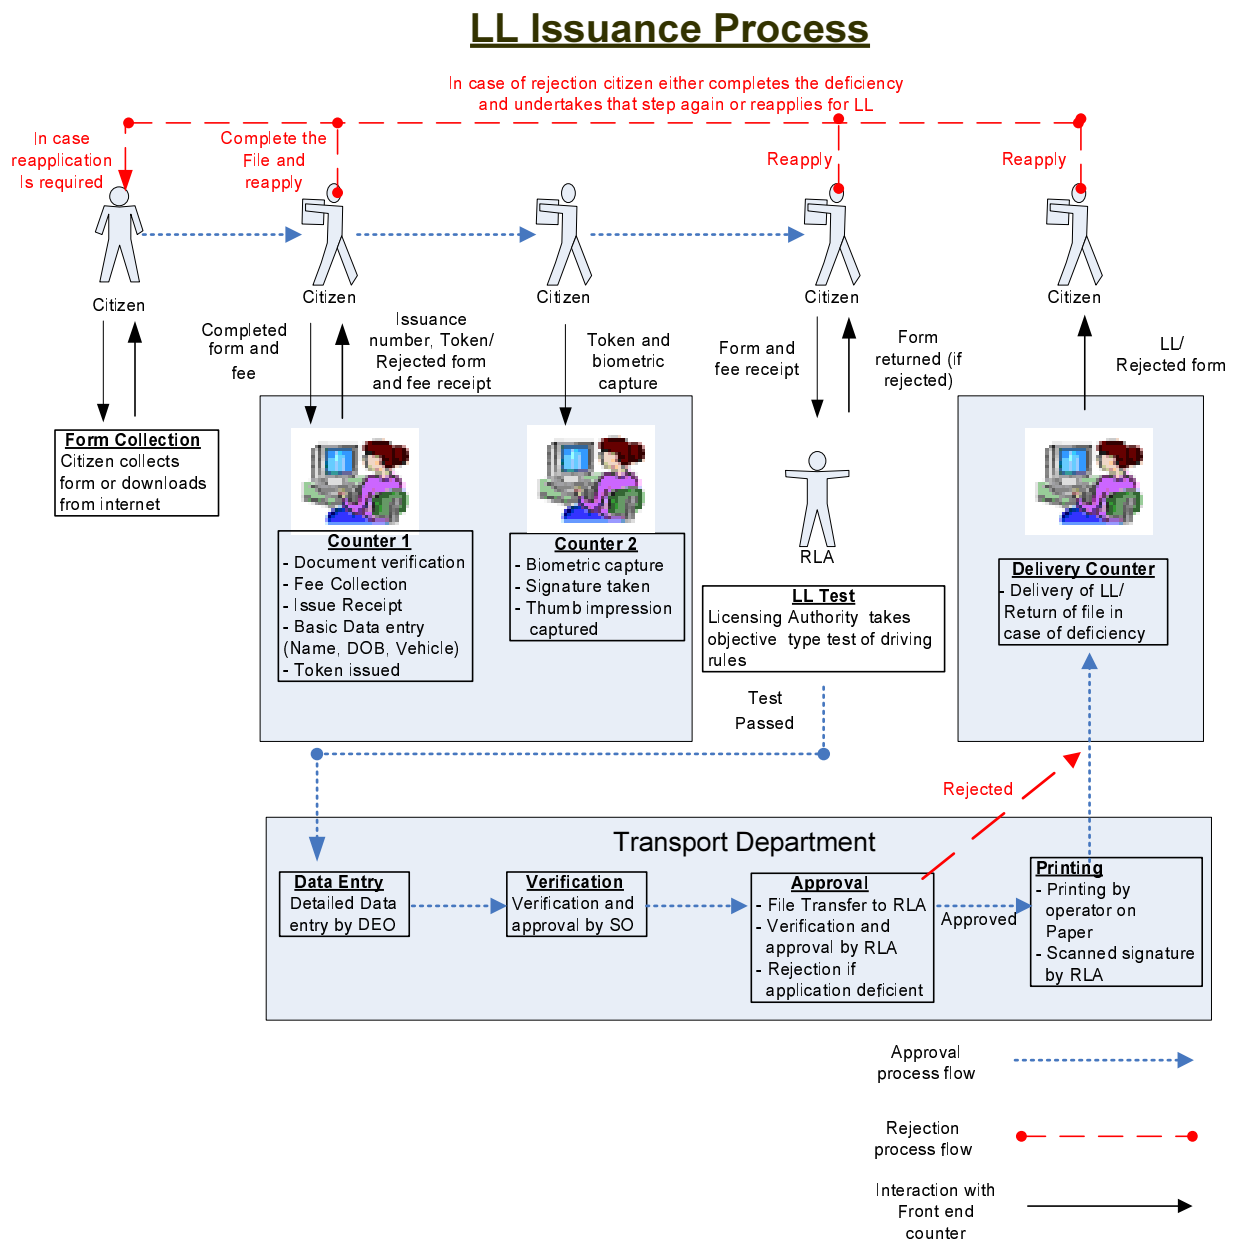 LL Issuance Process
In case of rejection citizen either completes the deficiency
and undertakes that step again or reapplies for LL
In case
reapplication
Is required
Complete the
File and
reapply
Reapply
Reapply
Citizen
Citizen
Citizen
Citizen
Citizen
Completed
form and
fee
Issuance
number, Token/
Rejected form
and fee receipt
Token and
biometric
capture
Form and
fee receipt
Form
returned (if
rejected)
LL/
Rejected form
Form Collection
Citizen collects
form or downloads
from internet
Counter 1
- Document verification
- Fee Collection
- Issue Receipt
- Basic Data entry
(Name, DOB, Vehicle)
- Token issued
Counter 2
- Biometric capture
- Signature taken
- Thumb impression
captured
RLA
LL Test
Licensing Authority takes
objective type test of driving
rules
Delivery Counter
- Delivery of LL/
Return of file in
case of deficiency
Test
Passed
Rejected
Transport Department
Data Entry
Detailed Data
entry by DEO
Verification
Verification and
approval by SO
Approval
- File Transfer to RLA
- Verification and
approval by RLA
- Rejection if
application deficient
Approved
Printing
- Printing by
operator on
Paper
- Scanned signature
by RLA
Approval
process flow
Rejection
process flow
Interaction with
Front end
counter